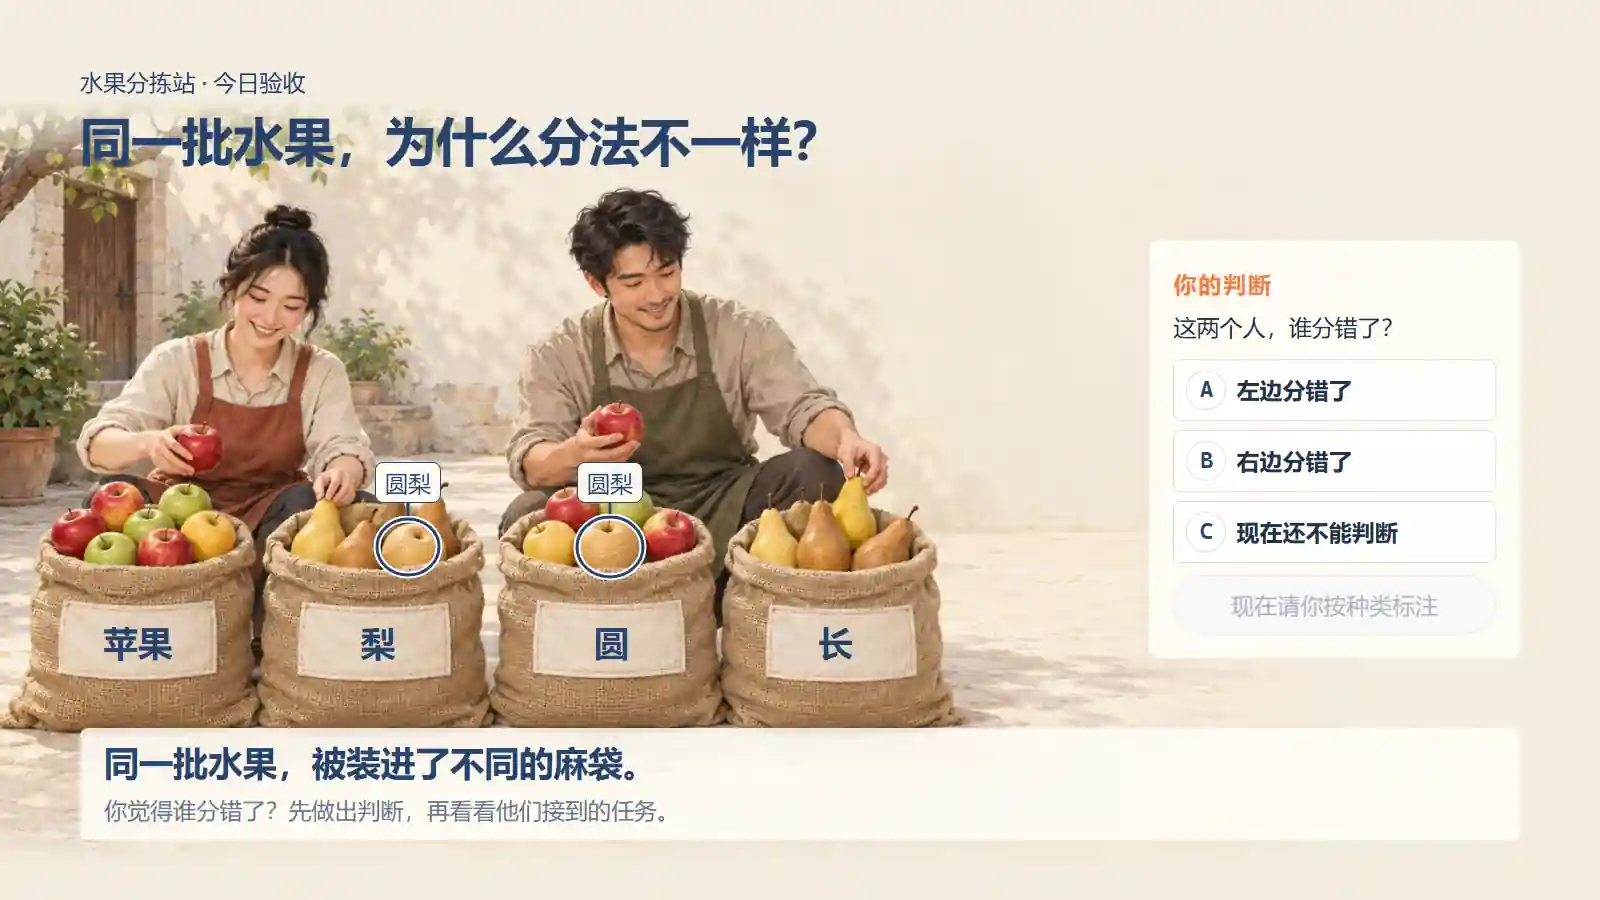 水果分拣站 · 今日验收
同一批水果，为什么分法不一样？
圆梨
圆梨
苹果
梨
圆
长
你的判断
这两个人，谁分错了？
A 左边分错了
B 右边分错了
C 现在还不能判断
现在请你按种类标注
同一批水果，被装进了不同的麻袋。
你觉得谁分错了？先做出判断，再看看他们接到的任务。